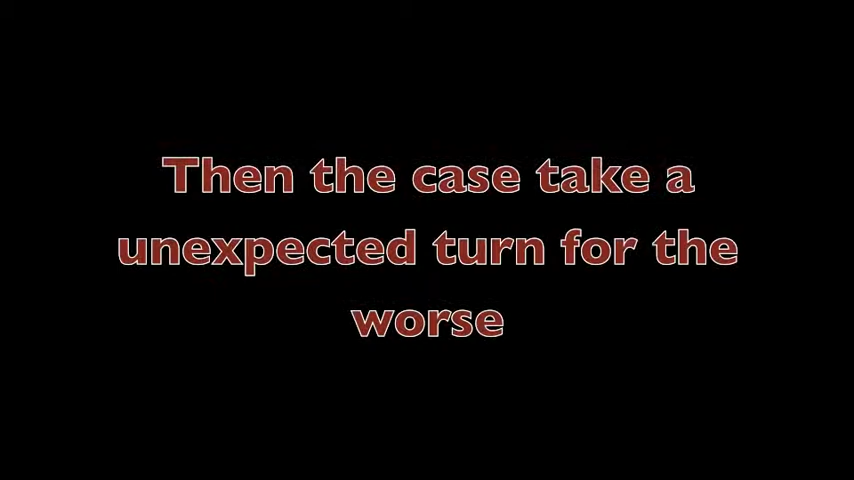 Then the case take a
unexpected turn for the
worse